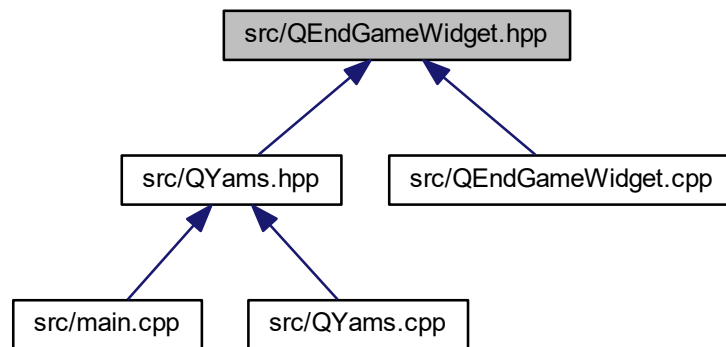 src/QEndGameWidget.hpp
src/QYams.hpp
src/QEndGameWidget.cpp
src/main.cpp
src/QYams.cpp